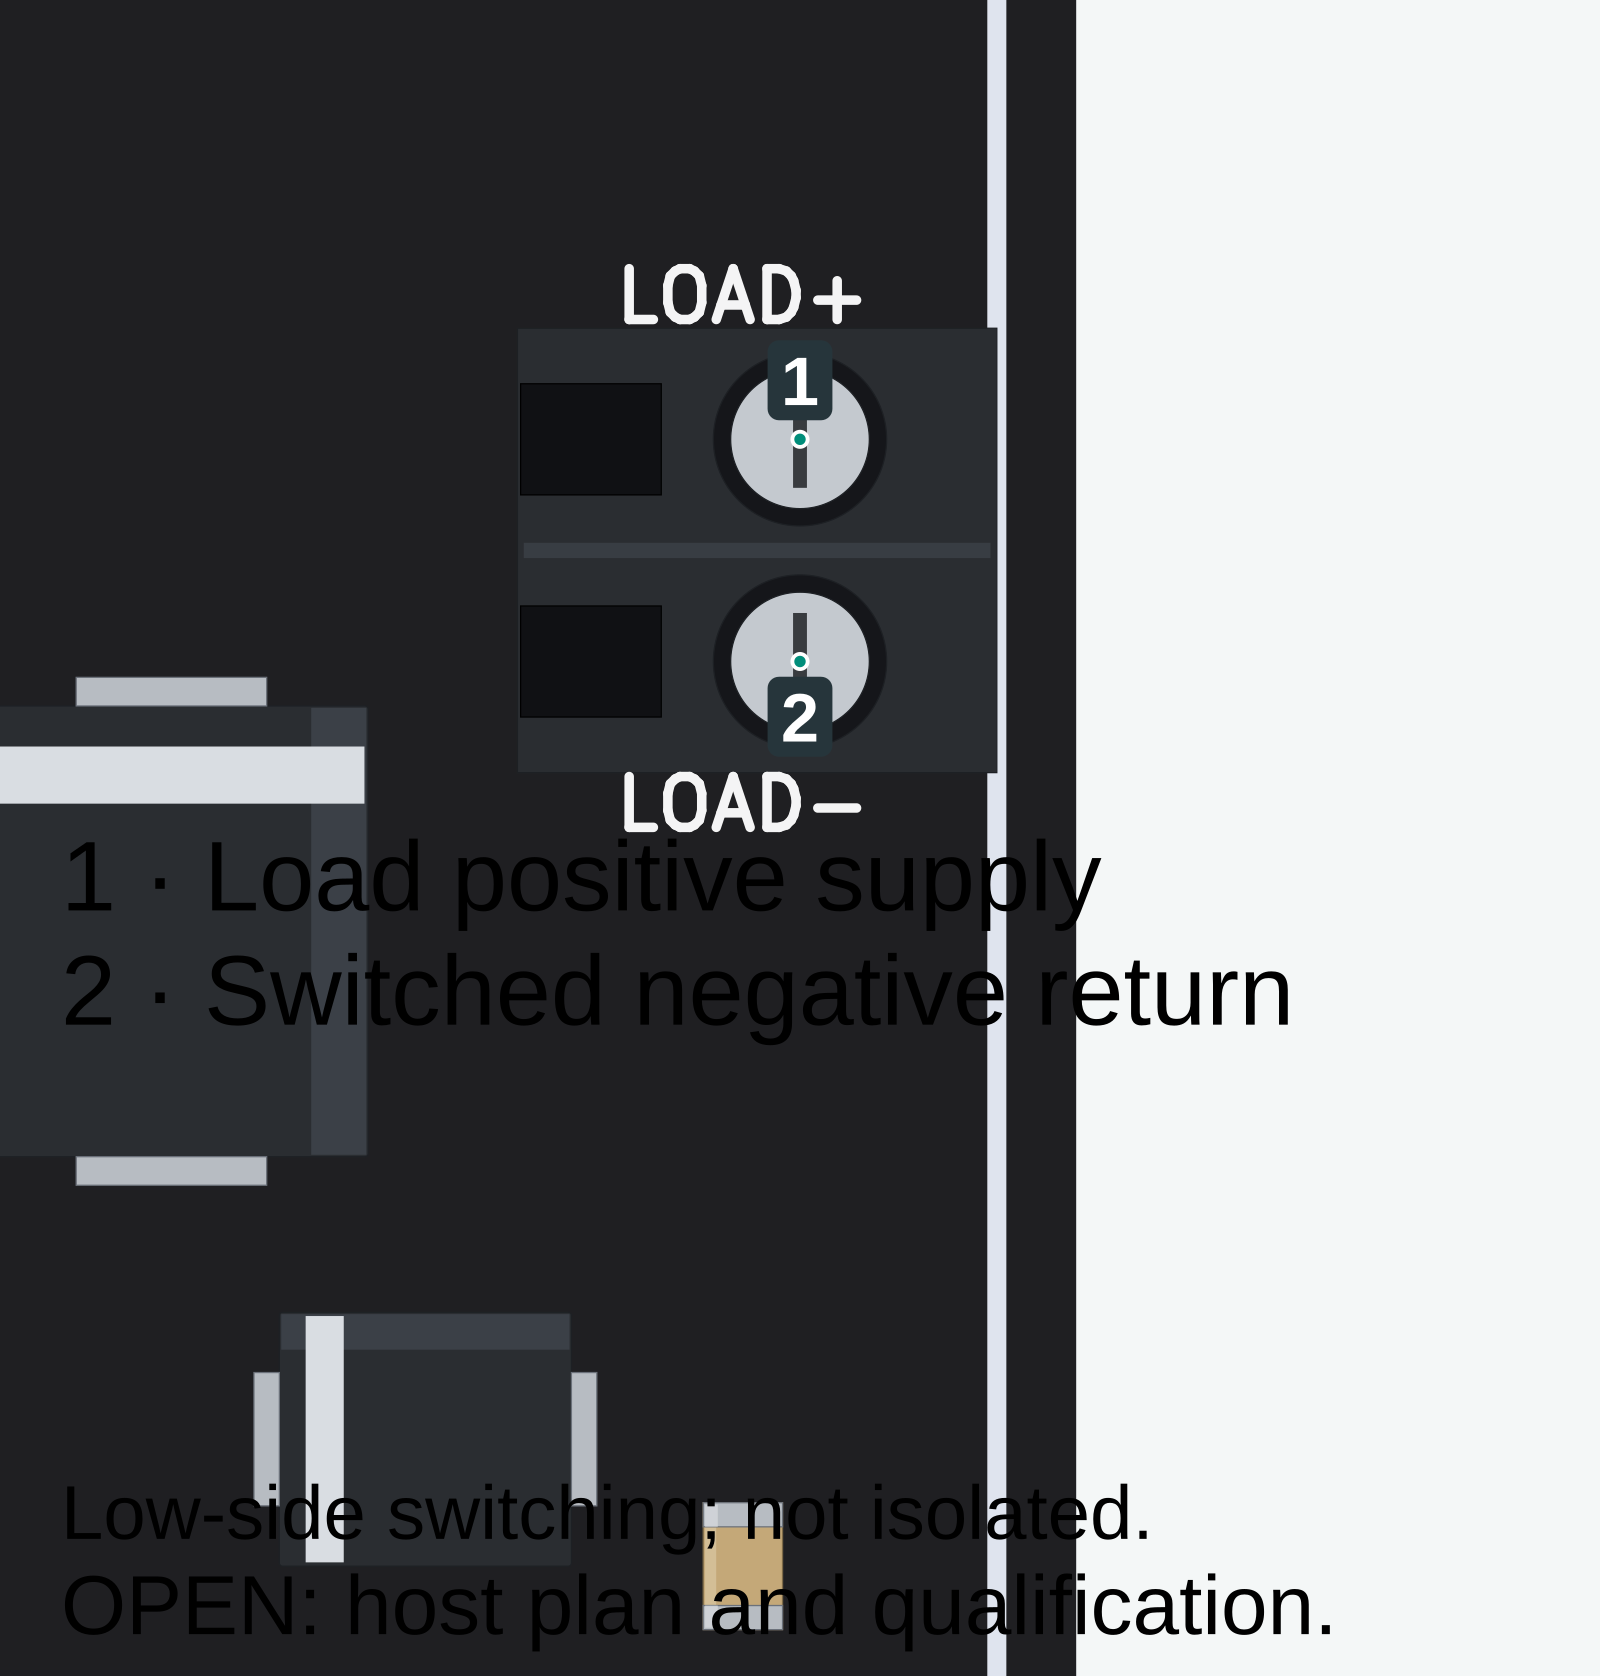 LOAD+
1
2
LOAD-
1 · Load positive supply
2 · Switched negative return
Low-side switching; not isolated.
OPEN: host plan and qualification.